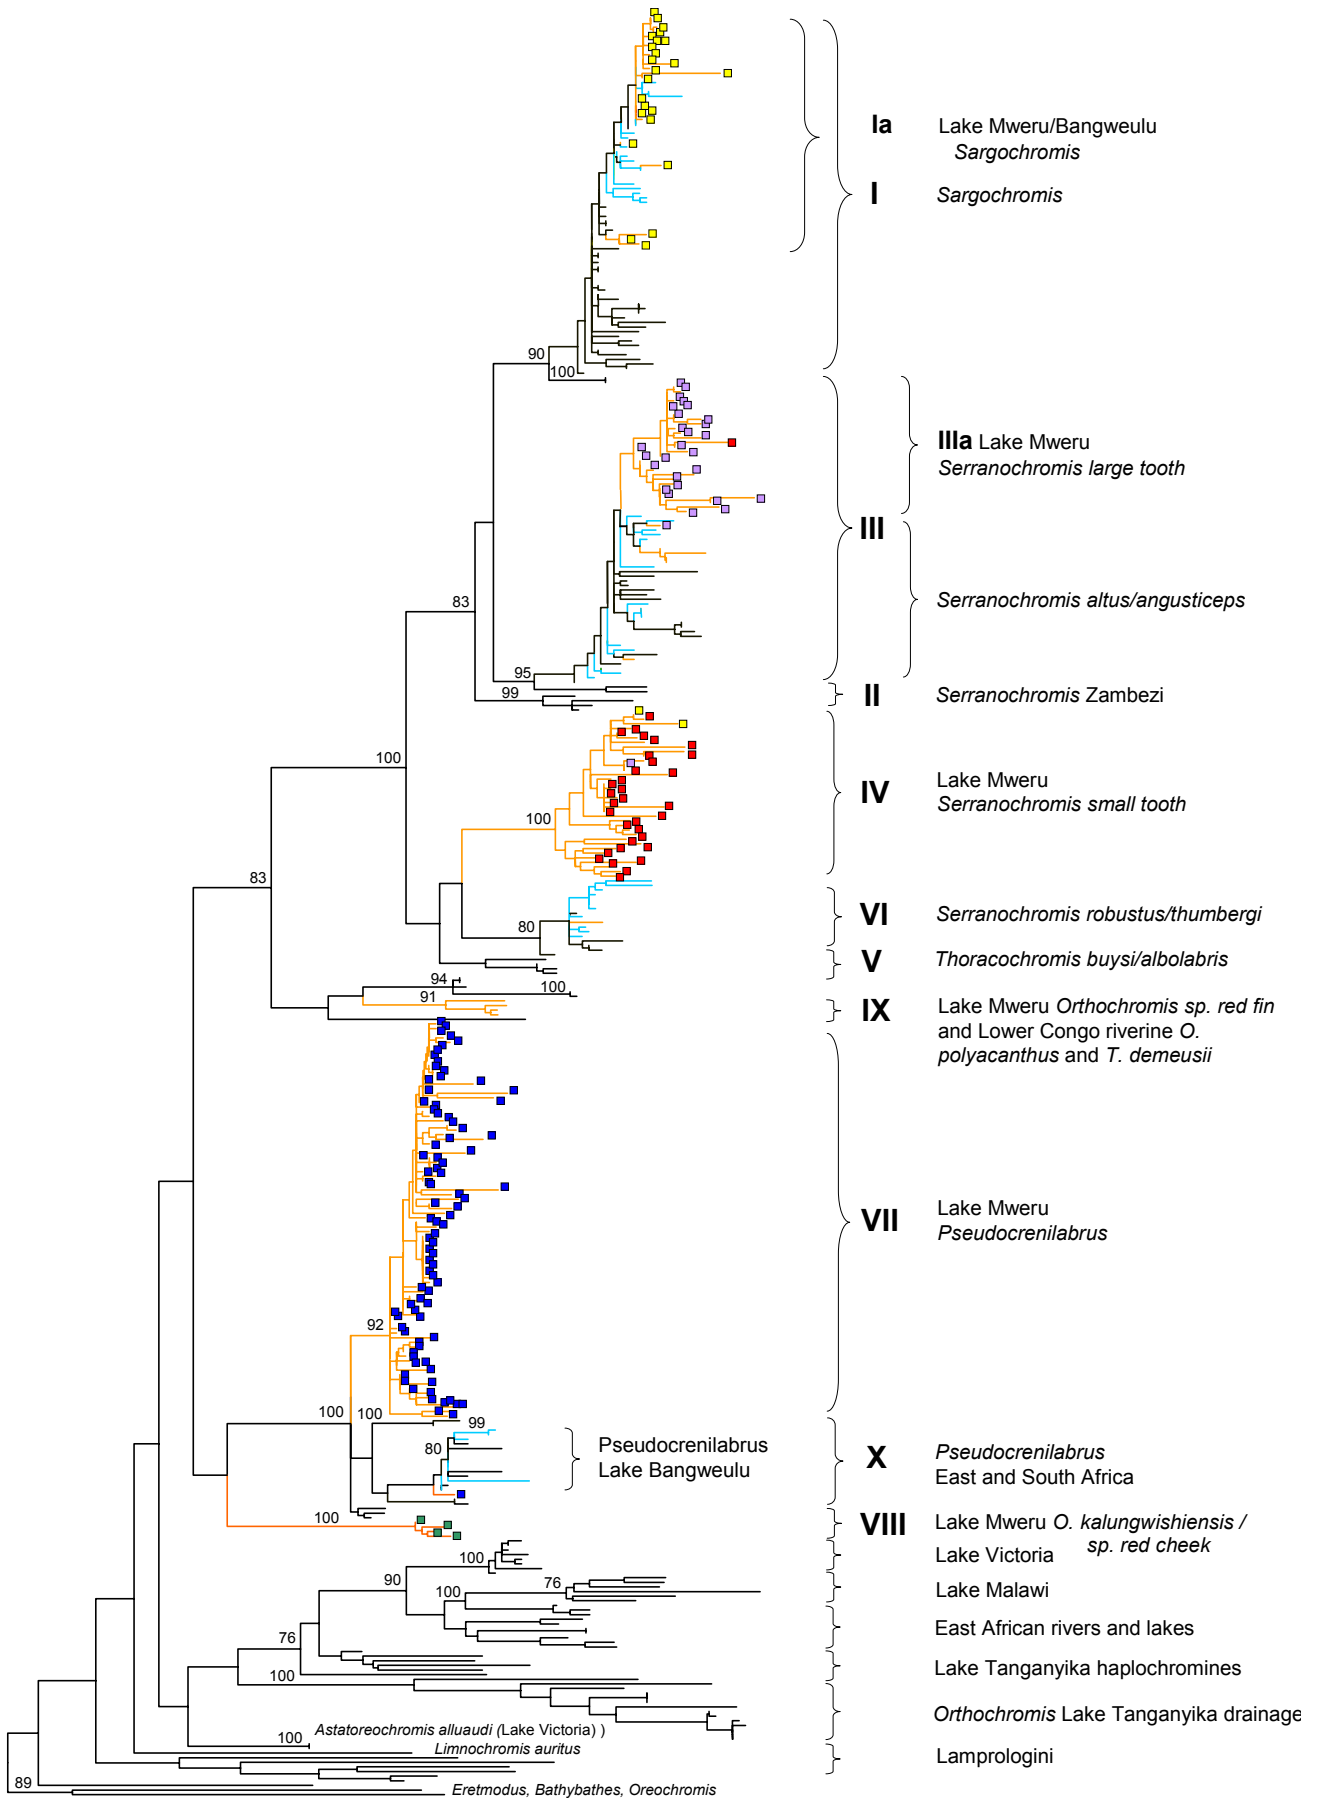 Ia
Lake Mweru/Bangweulu
Sargochromis
I
Sargochromis
90
100
IIIa Lake Mweru
Serranochromis large tooth
III
83
Serranochromis altus/angusticeps
95
99
II
Serranochromis Zambezi
100
IV
Lake Mweru
Serranochromis small tooth
100
83
VI
Serranochromis robustus/thumbergi
80
V
Thoracochromis buysi/albolabris
94
100
91
IX
Lake Mweru Orthochromis sp. red fin
and Lower Congo riverine O.
polyacanthus and T. demeusii
VII
Lake Mweru
Pseudocrenilabrus
92
100
100
99
80
Pseudocrenilabrus
Lake Bangweulu
X
Pseudocrenilabrus
East and South Africa
100
VIII
Lake Mweru O. kalungwishiensis /
sp. red cheek
100
Lake Victoria
90
76
100
Lake Malawi
East African rivers and lakes
76
100
Lake Tanganyika haplochromines
Orthochromis Lake Tanganyika drainage
100
Astatoreochromis alluaudi (Lake Victoria) )
Limnochromis auritus
Lamprologini
89
Eretmodus, Bathybathes, Oreochromis